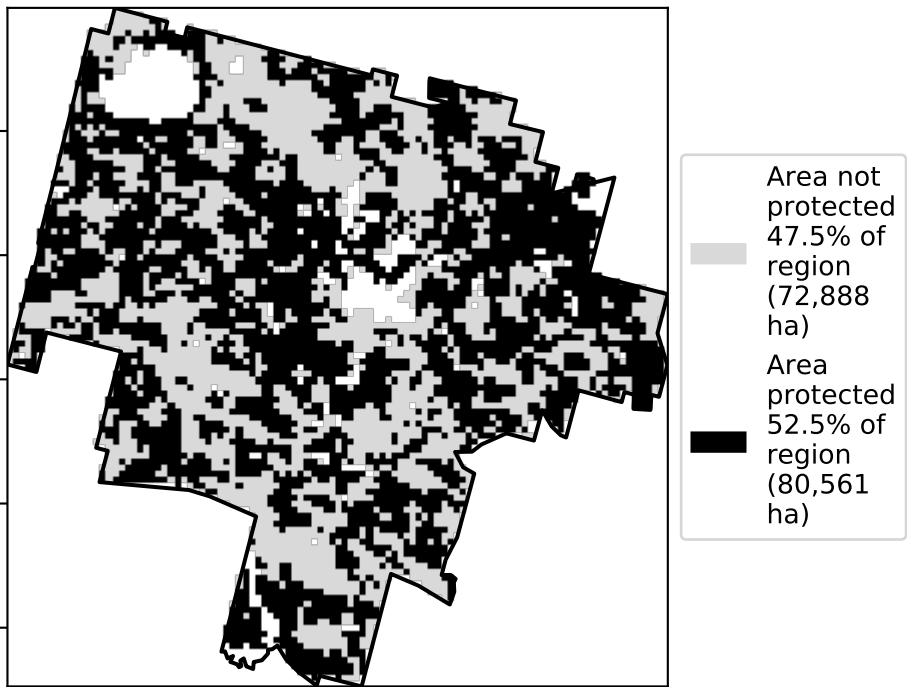 Area not
protected
47.5% of
region
(72,888
ha)
Area
protected
52.5% of
region
(80,561
ha)